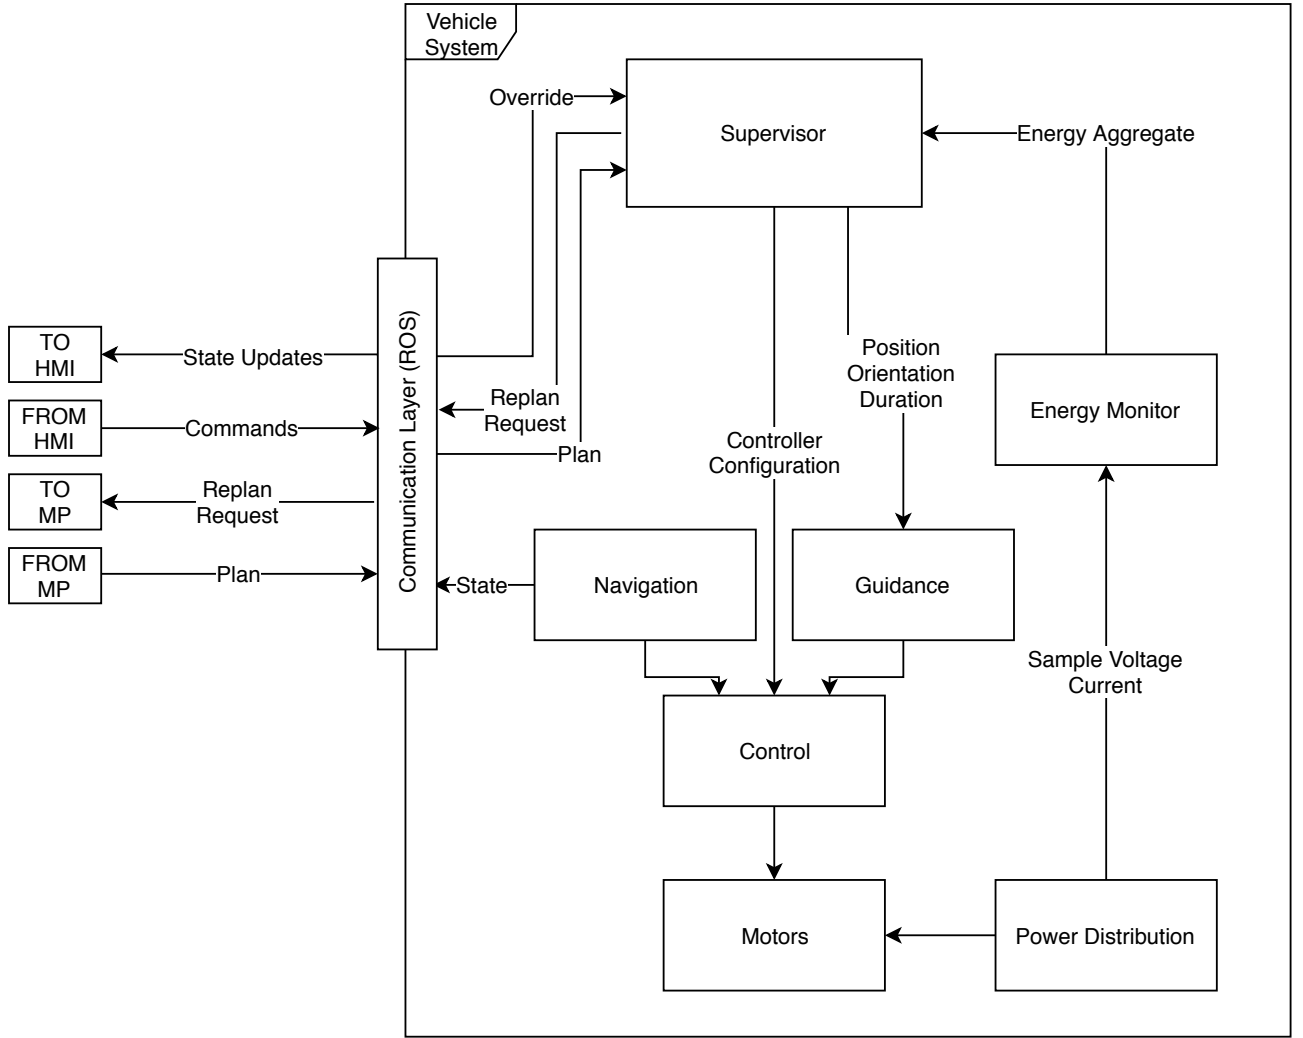 Vehicle
System
Override
Supervisor
Energy Aggregate
Communication Layer (ROS)
TO
HMI
State Updates
FROM
HMI
Commands
TO
MP
Replan
Request
FROM
MP
Plan
Replan
Request
Plan
Position
Orientation
Duration
Controller
Configuration
Energy Monitor
State
Navigation
Guidance
Sample Voltage
Current
Control
Motors
Power Distribution